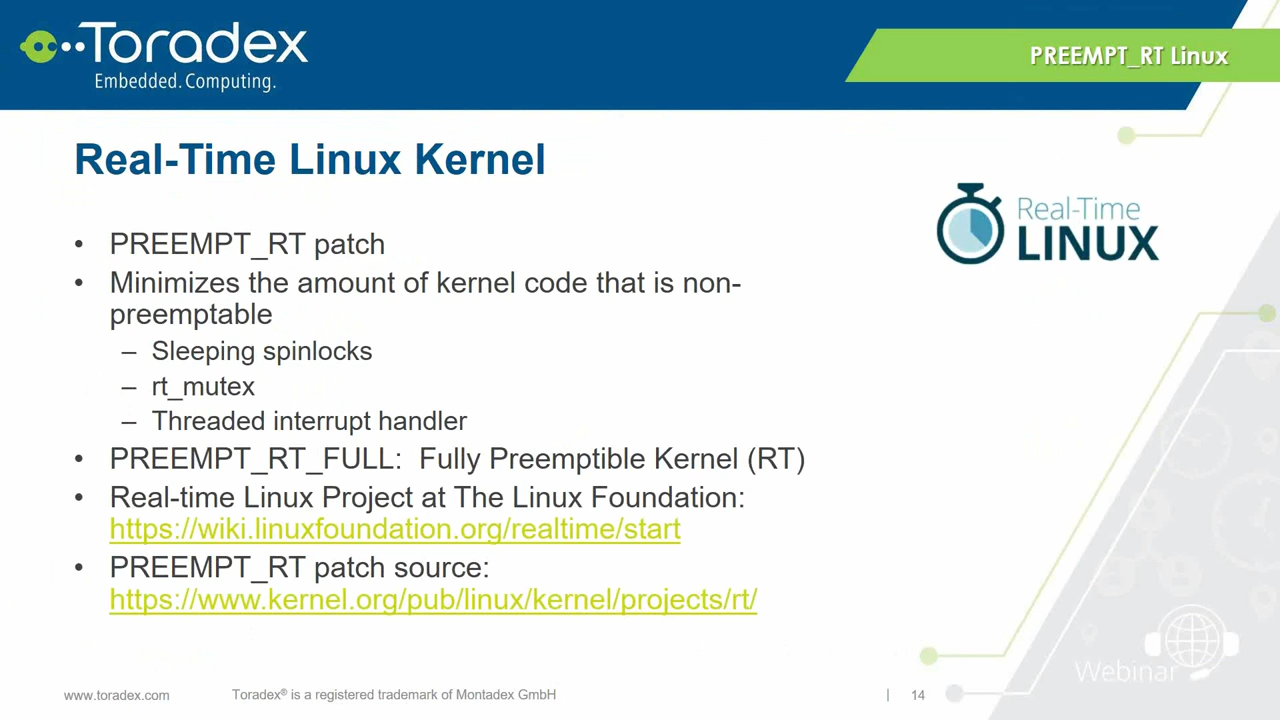 Toradex
Embedded. Computing.
PREEMPT_RT Linux
Real-Time Linux Kernel
Real-Time
LINUX
• PREEMPT_RT patch
• Minimizes the amount of kernel code that is non-
preemptable
– Sleeping spinlocks
– rt_mutex
– Threaded interrupt handler
• PREEMPT_RT_FULL: Fully Preemptible Kernel (RT)
• Real-time Linux Project at The Linux Foundation:
https://wiki.linuxfoundation.org/realtime/start
• PREEMPT_RT patch source:
https://www.kernel.org/pub/linux/kernel/projects/rt/
Webinar
www.toradex.com
Toradex® is a registered trademark of Montadex GmbH
| 14